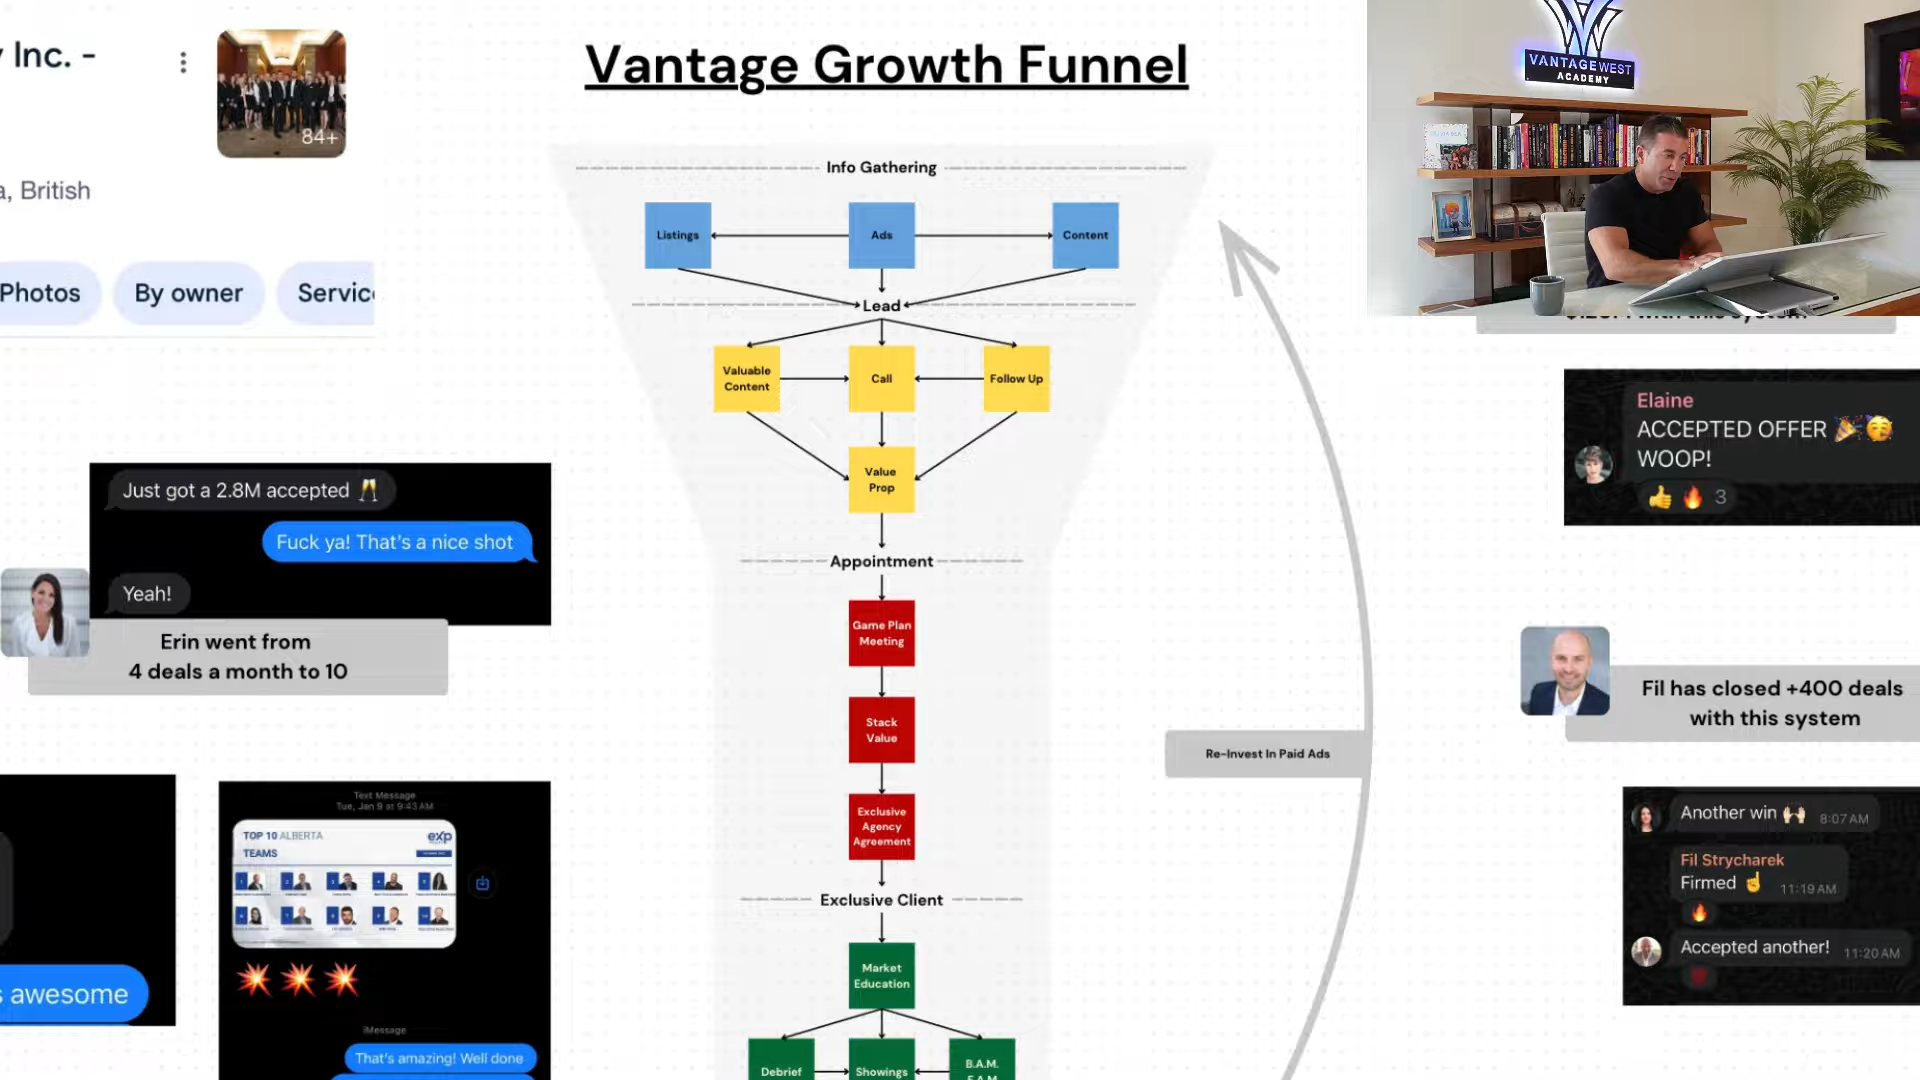 y Inc. -
84+
a, British
Photos
By owner
Servic
Vantage Growth Funnel
Info Gathering
Listings
Ads
Content
Lead
Valuable
Content
Call
Follow Up
Value
Prop
Appointment
Game Plan
Meeting
Stack
Value
Exclusive
Agency
Agreement
Exclusive Client
Market
Education
Debrief
Showings
B.A.M.
Re-Invest In Paid Ads
VANTAGEWEST
ACADEMY
with this system
Just got a 2.8M accepted 🥂
Fuck ya! That's a nice shot
Yeah!
Erin went from
4 deals a month to 10
s awesome
Text Message
Tue, Jan 9 at 9:43 AM
TOP 10 ALBERTA
TEAMS
exp
💥💥💥
iMessage
That's amazing! Well done
Elaine
ACCEPTED OFFER 🎉🥳
WOOP!
👍🔥 3
Fil has closed +400 deals
with this system
Another win 🙌🏻 8:07 AM
Fil Strycharek
Firmed ☝️ 11:19 AM
🔥
Accepted another! 11:20 AM